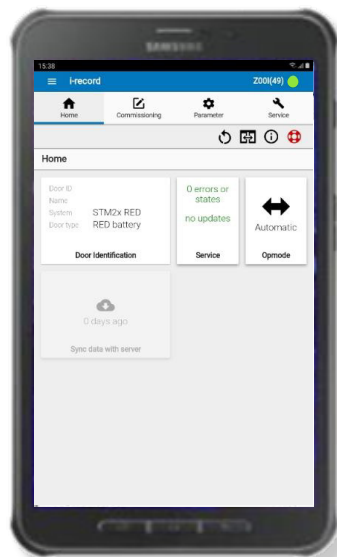 SAMSUNG
15:38
i-record Z00I(49)
Home Commissioning Parameter Service
Home
Door ID
Name
System STM2x RED
Door type RED battery
Door Identification
0 errors or
states
no updates
Service
Automatic
Opmode
0 days ago
Sync data with server